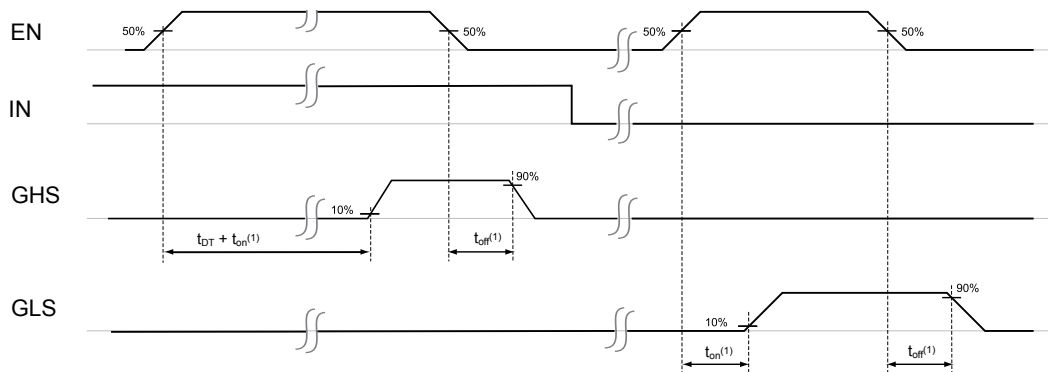 EN
50%
50%
50%
50%
IN
GHS
10%
90%
tDT + ton(1)
toff(1)
GLS
10%
90%
ton(1)
toff(1)